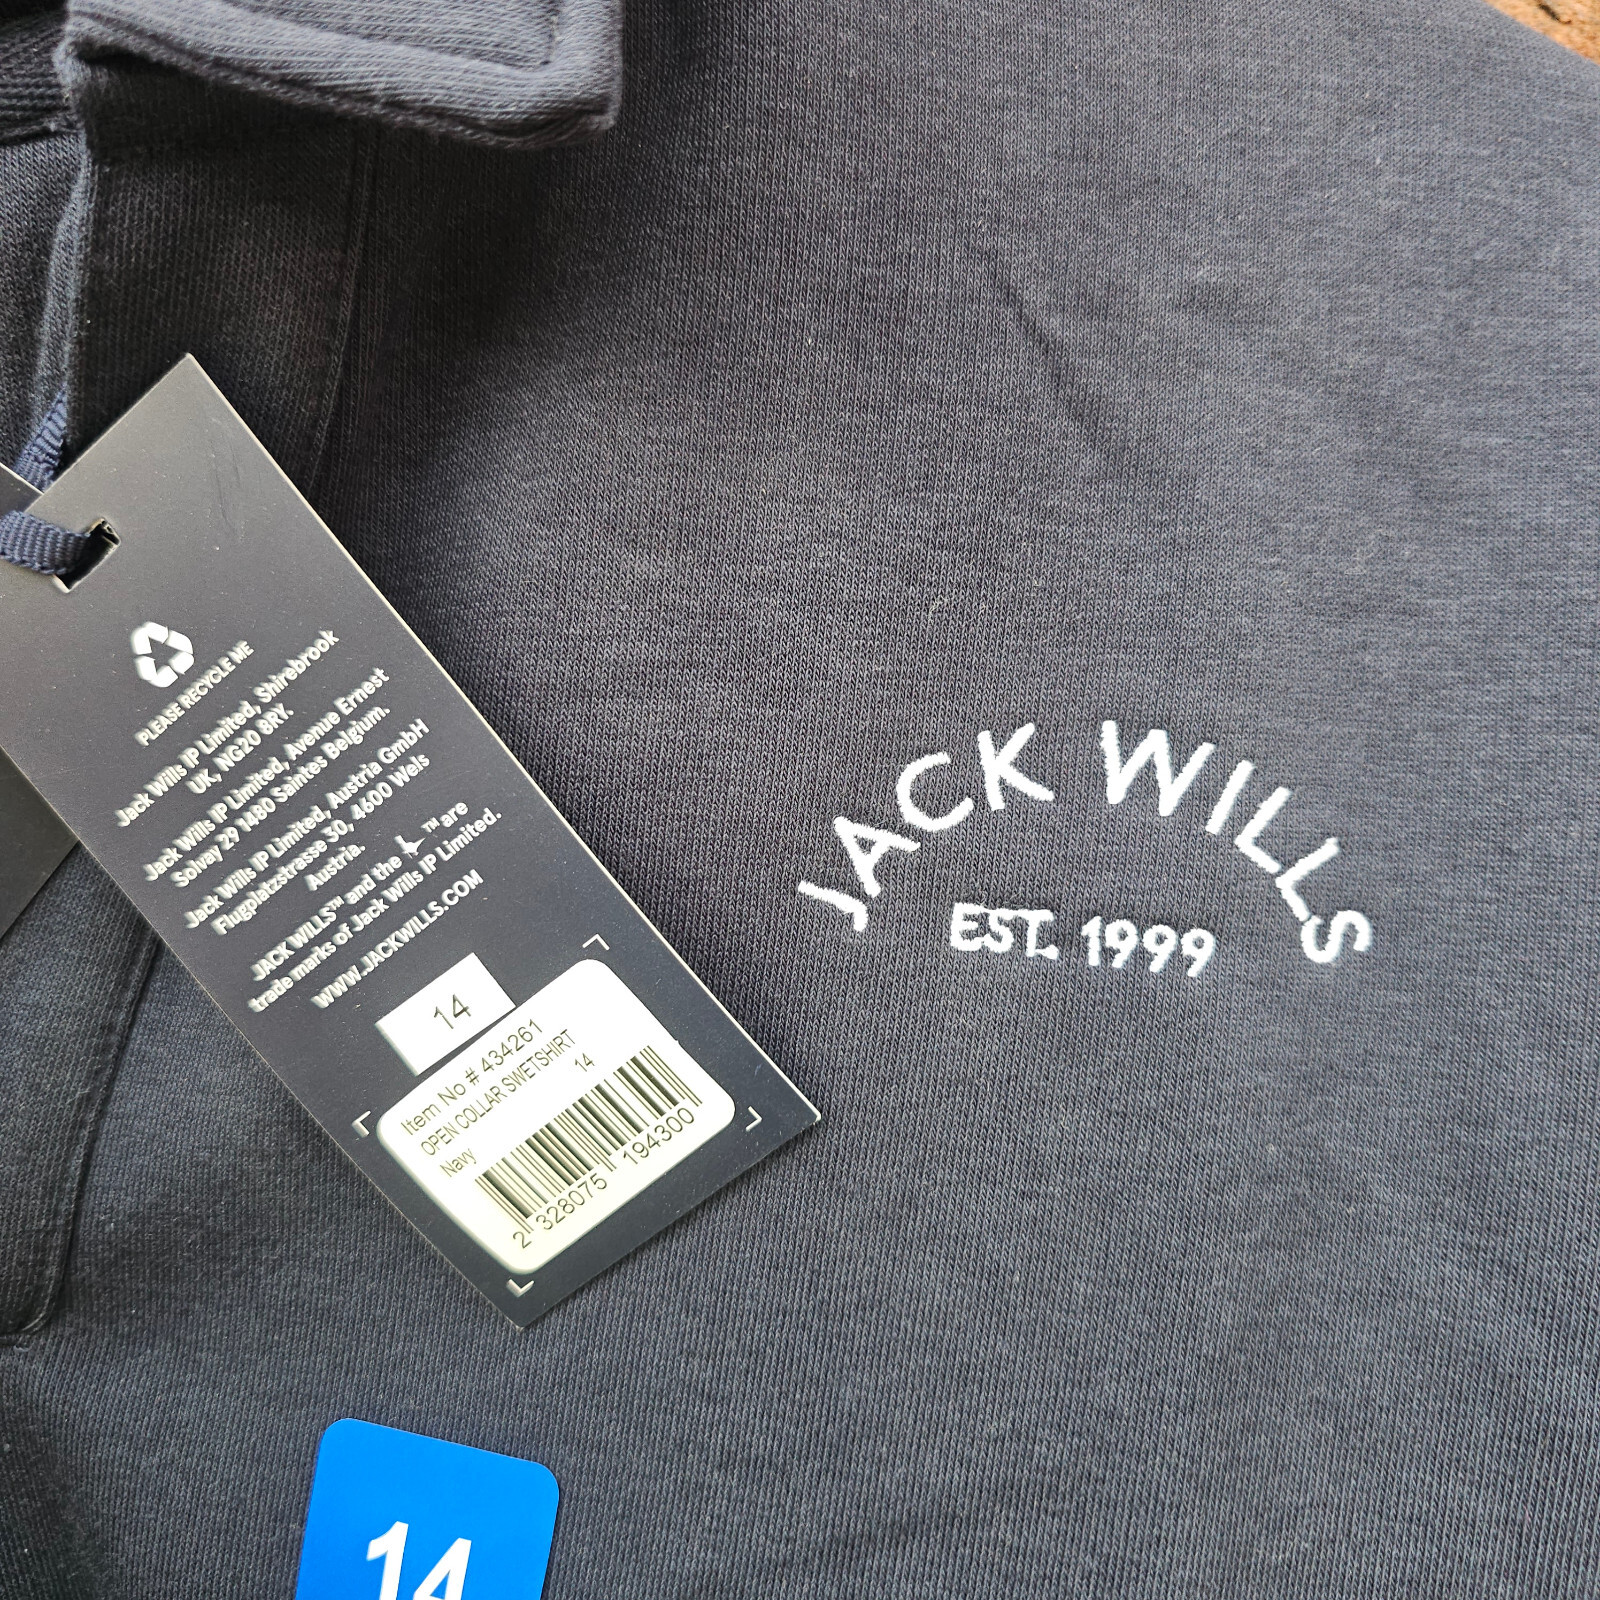 PLEASE RECYCLE ME
Jack Wills IP Limited, Shirebrook
UK, NG20 8RY.
Jack Wills IP Limited, Avenue Ernest
Solvay 29 1480 Saintes Belgium.
Jack Wills IP Limited, Austria GmbH
Flugplatzstrasse 30, 4600 Wels
Austria.
JACK WILLS™ and the ™ are
trade marks of Jack Wills IP Limited.
WWW.JACKWILLS.COM
14
Item No # 434261
OPEN COLLAR SWETSHIRT
Navy 14
2 328075 194300
JACK WILLS
EST. 1999
14